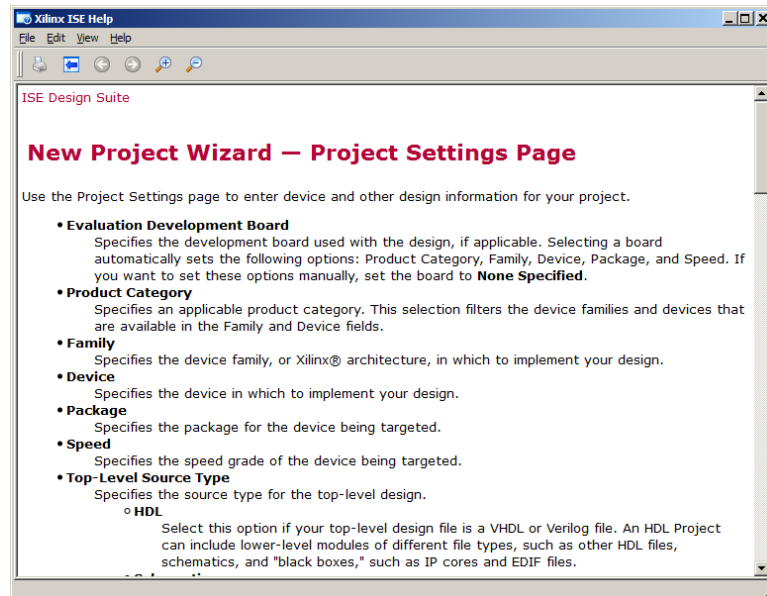 Xilinx ISE Help
File Edit View Help
ISE Design Suite
New Project Wizard — Project Settings Page
Use the Project Settings page to enter device and other design information for your project.
• Evaluation Development Board
Specifies the development board used with the design, if applicable. Selecting a board
automatically sets the following options: Product Category, Family, Device, Package, and Speed. If
you want to set these options manually, set the board to None Specified.
• Product Category
Specifies an applicable product category. This selection filters the device families and devices that
are available in the Family and Device fields.
• Family
Specifies the device family, or Xilinx® architecture, in which to implement your design.
• Device
Specifies the device in which to implement your design.
• Package
Specifies the package for the device being targeted.
• Speed
Specifies the speed grade of the device being targeted.
• Top-Level Source Type
Specifies the source type for the top-level design.
○ HDL
Select this option if your top-level design file is a VHDL or Verilog file. An HDL Project
can include lower-level modules of different file types, such as other HDL files,
schematics, and "black boxes," such as IP cores and EDIF files.